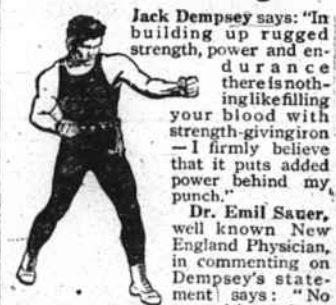 Jack Dempsey says: "In
building up rugged
strength, power and en-
durance
there is noth-
ing like filling
your blood with
strength-giving iron
—I firmly believe
that it puts added
power behind my
punch."
Dr. Emil Sauer,
well known New
England Physician,
in commenting on
Dempsey's state-
ment says: "No